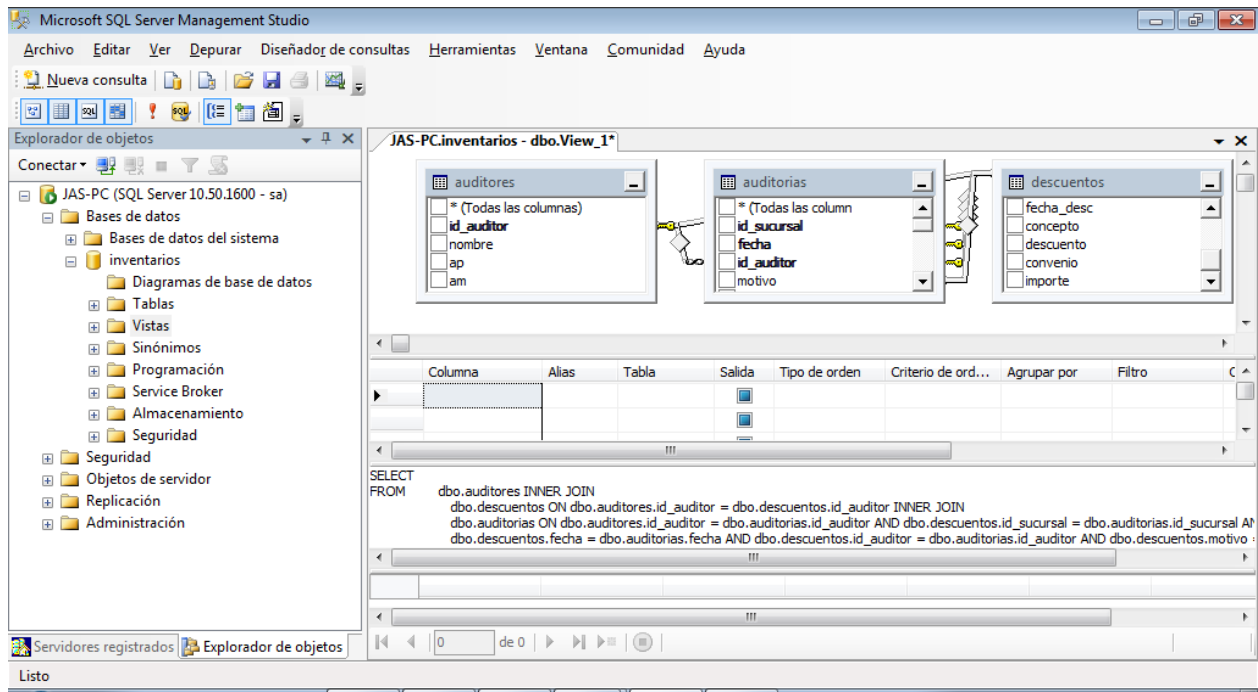 Microsoft SQL Server Management Studio
Archivo Editar Ver Depurar Diseñador de consultas Herramientas Ventana Comunidad Ayuda
Nueva consulta
SQL
SQL
Explorador de objetos
Conectar
JAS-PC (SQL Server 10.50.1600 - sa)
Bases de datos
Bases de datos del sistema
inventarios
Diagramas de base de datos
Tablas
Vistas
Sinónimos
Programación
Service Broker
Almacenamiento
Seguridad
Seguridad
Objetos de servidor
Replicación
Administración
Servidores registrados Explorador de objetos
JAS-PC.inventarios - dbo.View_1*
auditores
* (Todas las columnas)
id_auditor
nombre
ap
am
auditorias
* (Todas las column
id_sucursal
fecha
id_auditor
motivo
descuentos
fecha_desc
concepto
descuento
convenio
importe
Columna Alias Tabla Salida Tipo de orden Criterio de ord... Agrupar por Filtro
SELECT
FROM dbo.auditores INNER JOIN
dbo.descuentos ON dbo.auditores.id_auditor = dbo.descuentos.id_auditor INNER JOIN
dbo.auditorias ON dbo.auditores.id_auditor = dbo.auditorias.id_auditor AND dbo.descuentos.id_sucursal = dbo.auditorias.id_sucursal
dbo.descuentos.fecha = dbo.auditorias.fecha AND dbo.descuentos.id_auditor = dbo.auditorias.id_auditor AND dbo.descuentos.motivo =
0 de 0
Listo